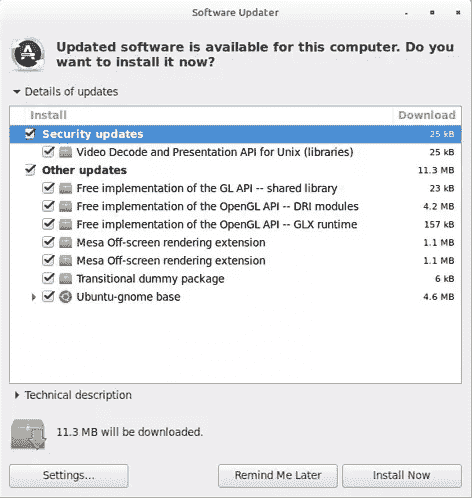 Software Updater
Updated software is available for this computer. Do you
want to install it now?
Details of updates
Install Download
Security updates 25 kB
Video Decode and Presentation API for Unix (libraries) 25 kB
Other updates 11.3 MB
Free implementation of the GL API -- shared library 23 kB
Free implementation of the OpenGL API -- DRI modules 4.2 MB
Free implementation of the OpenGL API -- GLX runtime 157 kB
Mesa Off-screen rendering extension 1.1 MB
Mesa Off-screen rendering extension 1.1 MB
Transitional dummy package 6 kB
Ubuntu-gnome base 4.6 MB
Technical description
11.3 MB will be downloaded.
Settings... Remind Me Later Install Now